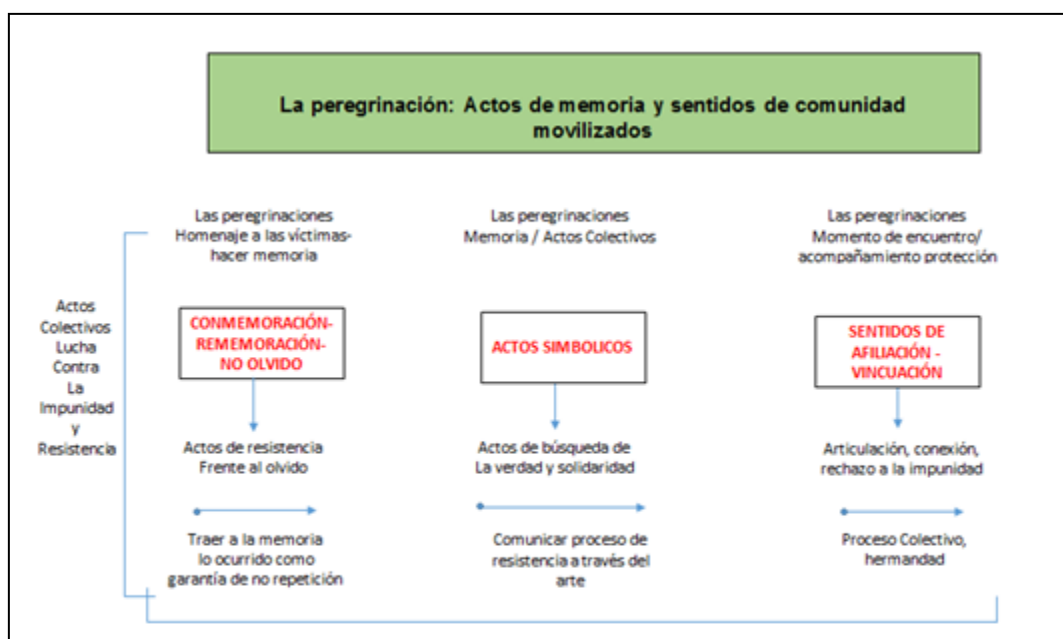 La peregrinación: Actos de memoria y sentidos de comunidad
movilizados
Las peregrinaciones
Homenaje a las víctimas-
hacer memoria
Las peregrinaciones
Memoria / Actos Colectivos
Las peregrinaciones
Momento de encuentro/
acompañamiento protección
Actos
Colectivos
Lucha
Contra
La
Impunidad
y
Resistencia
CONMEMORACIÓN-
REMEMORACIÓN-
NO OLVIDO
ACTOS SIMBOLICOS
SENTIDOS DE
AFILIACIÓN -
VINCUACIÓN
Actos de resistencia
Frente al olvido
Actos de búsqueda de
La verdad y solidaridad
Articulación, conexión,
rechazo a la impunidad
Traer a la memoria
lo ocurrido como
garantía de no repetición
Comunicar proceso de
resistencia a través del
arte
Proceso Colectivo,
hermandad